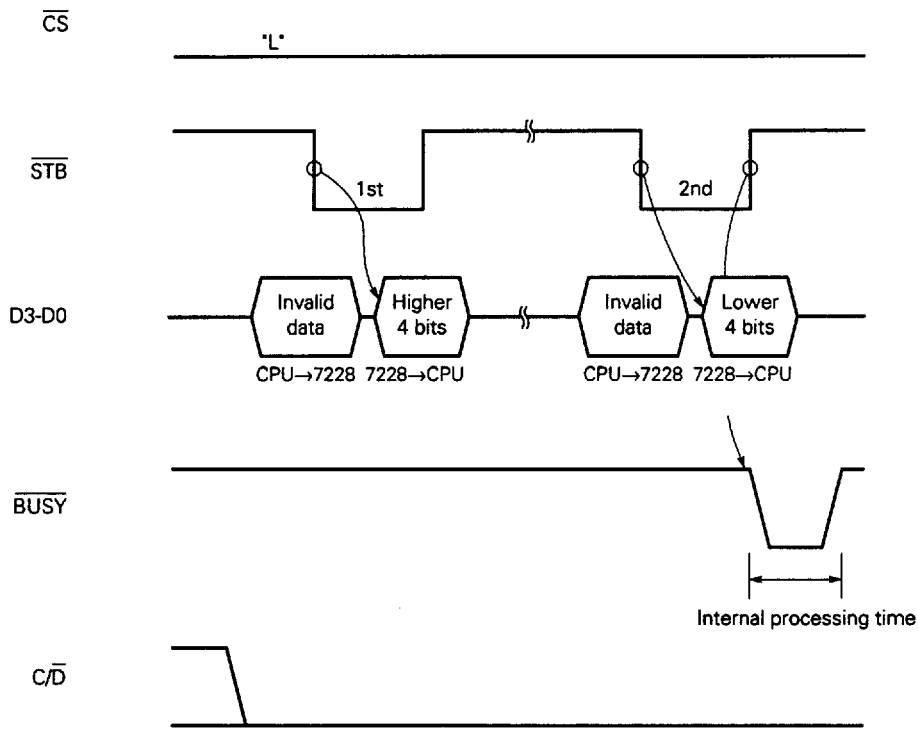 CS
"L"
STB
1st
2nd
D3-D0
Invalid
data
Higher
4 bits
Invalid
data
Lower
4 bits
CPU→7228 7228→CPU
CPU→7228 7228→CPU
BUSY
Internal processing time
C/D